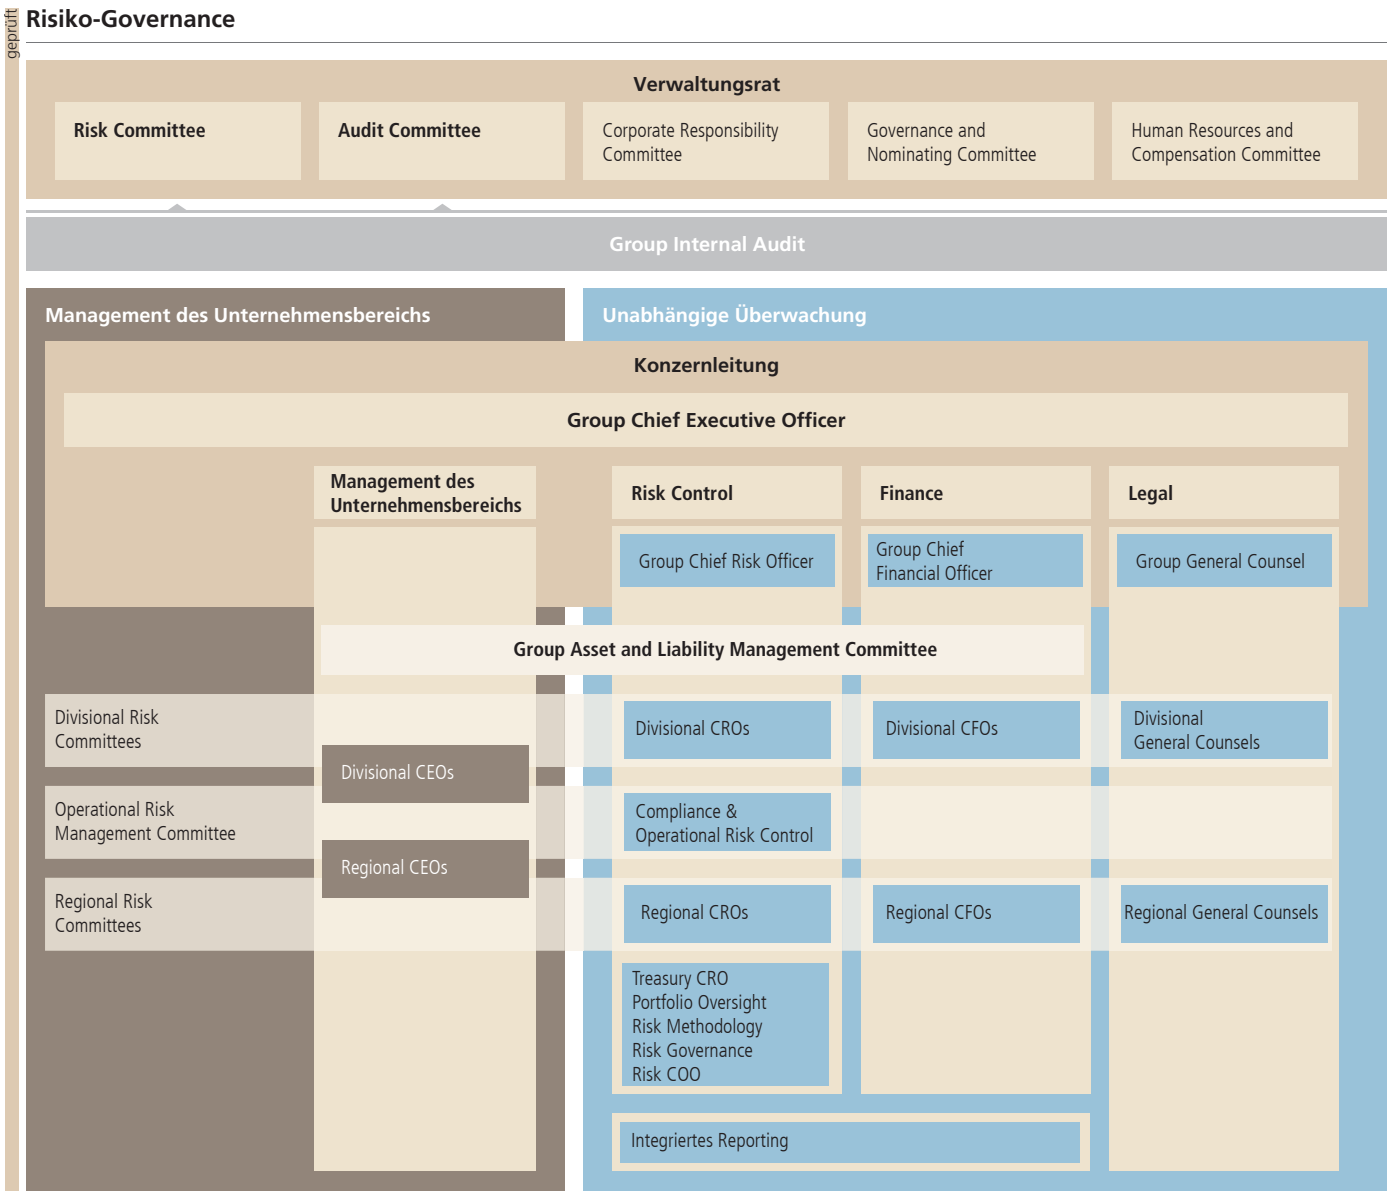 geprüft
Risiko-Governance
Verwaltungsrat
Risk Committee
Audit Committee
Corporate Responsibility
Committee
Governance and
Nominating Committee
Human Resources and
Compensation Committee
Group Internal Audit
Management des Unternehmensbereichs
Unabhängige Überwachung
Konzernleitung
Group Chief Executive Officer
Management des
Unternehmensbereichs
Risk Control
Finance
Legal
Group Chief Risk Officer
Group Chief
Financial Officer
Group General Counsel
Group Asset and Liability Management Committee
Divisional Risk
Committees
Divisional CROs
Divisional CFOs
Divisional
General Counsels
Divisional CEOs
Operational Risk
Management Committee
Compliance &
Operational Risk Control
Regional CEOs
Regional Risk
Committees
Regional CROs
Regional CFOs
Regional General Counsels
Treasury CRO
Portfolio Oversight
Risk Methodology
Risk Governance
Risk COO
Integriertes Reporting